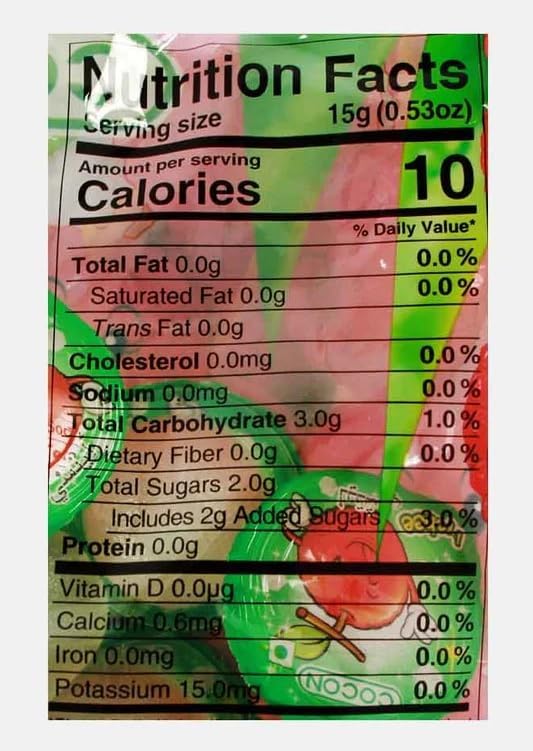 Nutrition Facts
Serving size 15g (0.53oz)
Amount per serving
Calories 10
% Daily Value*
Total Fat 0.0g 0.0%
Saturated Fat 0.0g 0.0%
Trans Fat 0.0g
Cholesterol 0.0mg 0.0%
Sodium 0.0mg 0.0%
Total Carbohydrate 3.0g 1.0%
Dietary Fiber 0.0g 0.0%
Total Sugars 2.0g
Includes 2g Added Sugars 3.0%
Protein 0.0g
Vitamin D 0.0µg 0.0%
Calcium 0.6mg 0.0%
Iron 0.0mg 0.0%
Potassium 15.0mg 0.0%
COCON